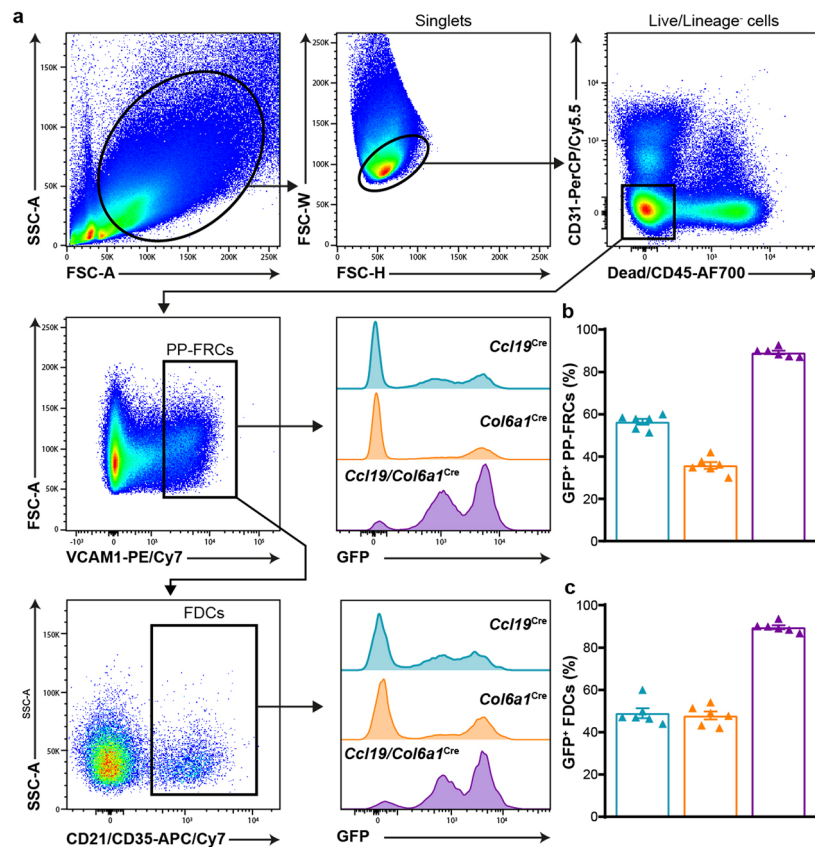 a
Singlets
Live/Lineage⁻ cells
250K
200K
150K
100K
50K
0
0 50K 100K 150K 200K 250K
SSC-A
FSC-A
250K
200K
150K
100K
50K
0
0 50K 100K 150K 200K 250K
FSC-W
FSC-H
10⁴
10³
0
0 10³ 10⁴
CD31-PerCP/Cy5.5
Dead/CD45-AF700
PP-FRCs
250K
200K
150K
100K
50K
0
-10³ 0 10³ 10⁴ 10⁵
FSC-A
VCAM1-PE/Cy7
Ccl19Cre
Col6a1Cre
Ccl19/Col6a1Cre
0 10³ 10⁴
GFP
b
100
80
60
40
20
0
GFP⁺ PP-FRCs (%)
FDCs
150K
100K
50K
0
0 10³ 10⁴
SSC-A
SSC-A
CD21/CD35-APC/Cy7
Ccl19Cre
Col6a1Cre
Ccl19/Col6a1Cre
0 10³ 10⁴
GFP
c
100
80
60
40
20
0
GFP⁺ FDCs (%)